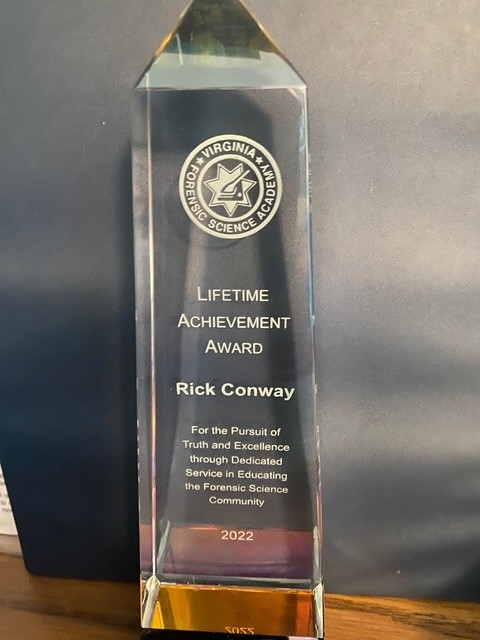 VIRGINIA
FORENSIC SCIENCE ACADEMY
LIFETIME
ACHIEVEMENT
AWARD
Rick Conway
For the Pursuit of
Truth and Excellence
through Dedicated
Service in Educating
the Forensic Science
Community
2022